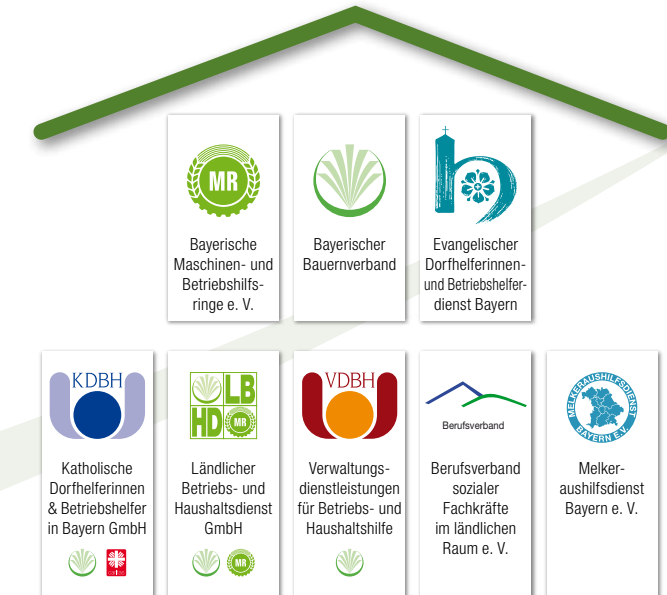 MR
Bayerische
Maschinen- und
Betriebshilfs-
ringe e. V.
Bayerischer
Bauernverband
Evangelischer
Dorfhelferinnen-
und Betriebshelfer-
dienst Bayern
KDBH
Katholische
Dorfhelferinnen
& Betriebshelfer
in Bayern GmbH
LB
HD MR
Ländlicher
Betriebs- und
Haushaltsdienst
GmbH
MR
VDBH
Verwaltungs-
dienstleistungen
für Betriebs- und
Haushaltshilfe
Berufsverband
Berufsverband
sozialer
Fachkräfte
im ländlichen
Raum e. V.
MELKERAUSHILFSDIENST
BAYERN E.V.
Melker-
aushilfsdienst
Bayern e. V.